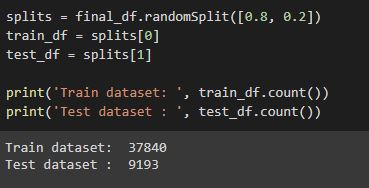 splits = final_df.randomSplit([0.8, 0.2])
train_df = splits[0]
test_df = splits[1]
print('Train dataset: ', train_df.count())
print('Test dataset : ', test_df.count())
Train dataset:  37840
Test dataset :  9193